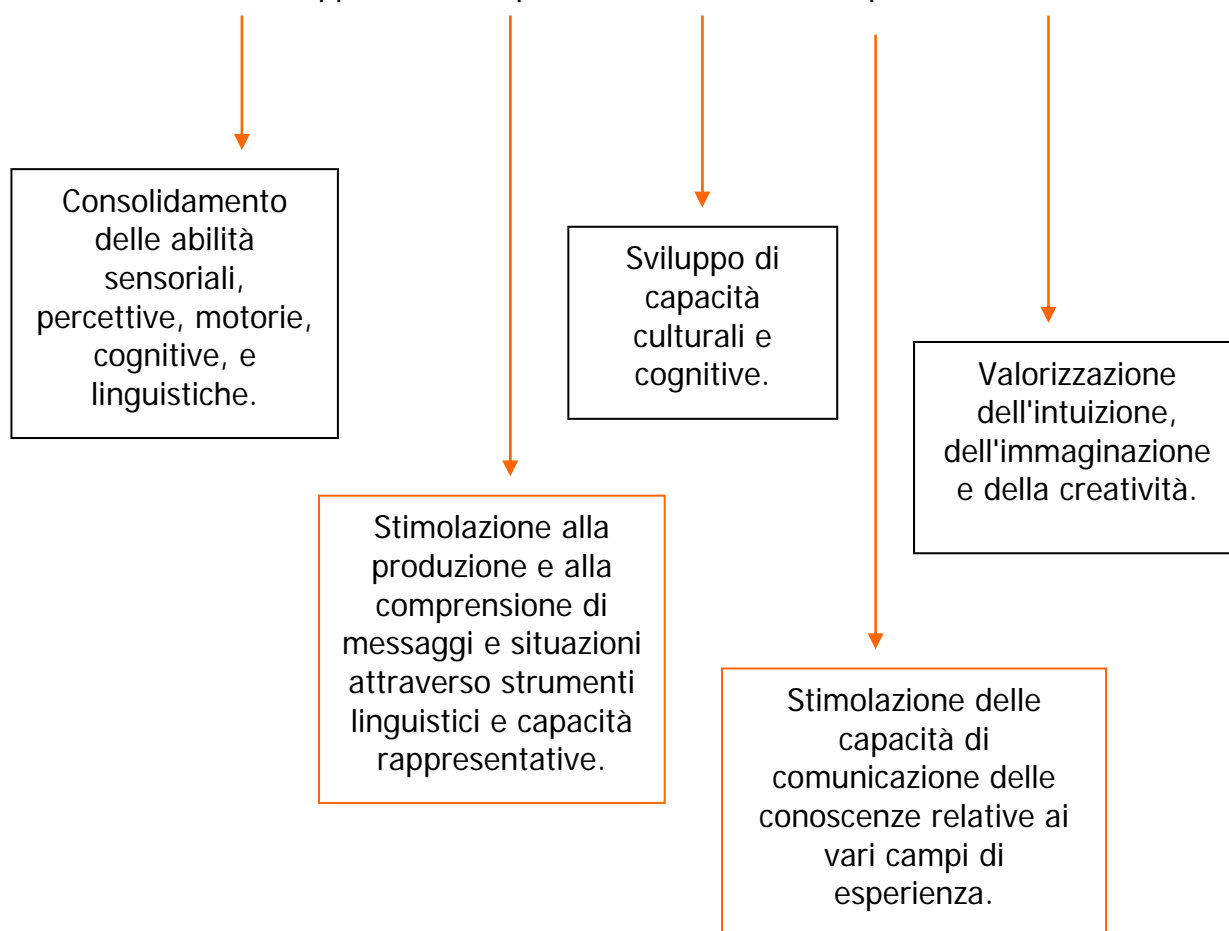 Consolidamento
delle abilità
sensoriali,
percettive, motorie,
cognitive, e
linguistiche.
Stimolazione alla
produzione e alla
comprensione di
messaggi e situazioni
attraverso strumenti
linguistici e capacità
rappresentative.
Sviluppo di
capacità
culturali e
cognitive.
Stimolazione delle
capacità di
comunicazione delle
conoscenze relative ai
vari campi di
esperienza.
Valorizzazione
dell'intuizione,
dell'immaginazione
e della creatività.